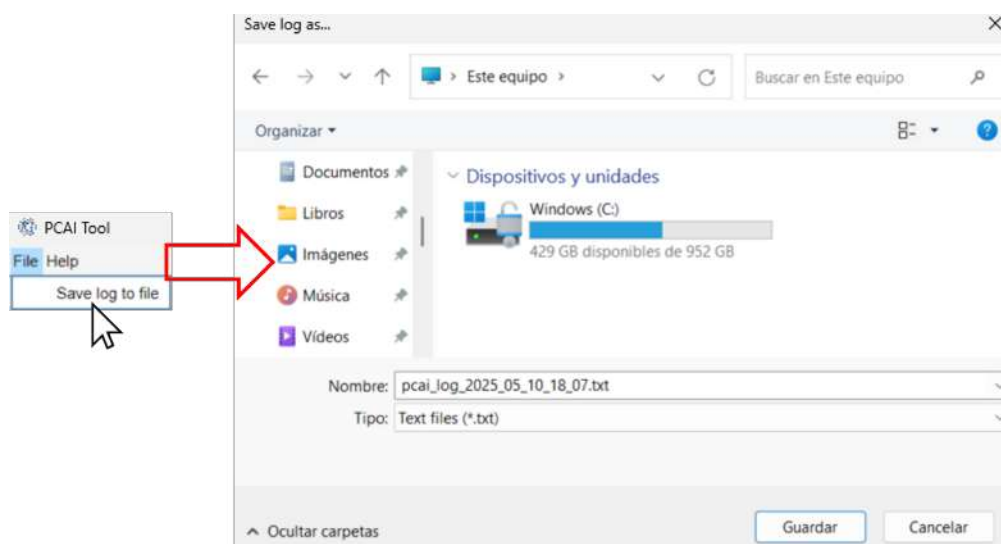 Save log as...
Este equipo
Buscar en Este equipo
Organizar
Documentos
Libros
Imágenes
Música
Vídeos
Dispositivos y unidades
Windows (C:)
429 GB disponibles de 952 GB
PCAI Tool
File Help
Save log to file
Nombre: pcai_log_2025_05_10_18_07.txt
Tipo: Text files (*.txt)
Ocultar carpetas
Guardar
Cancelar